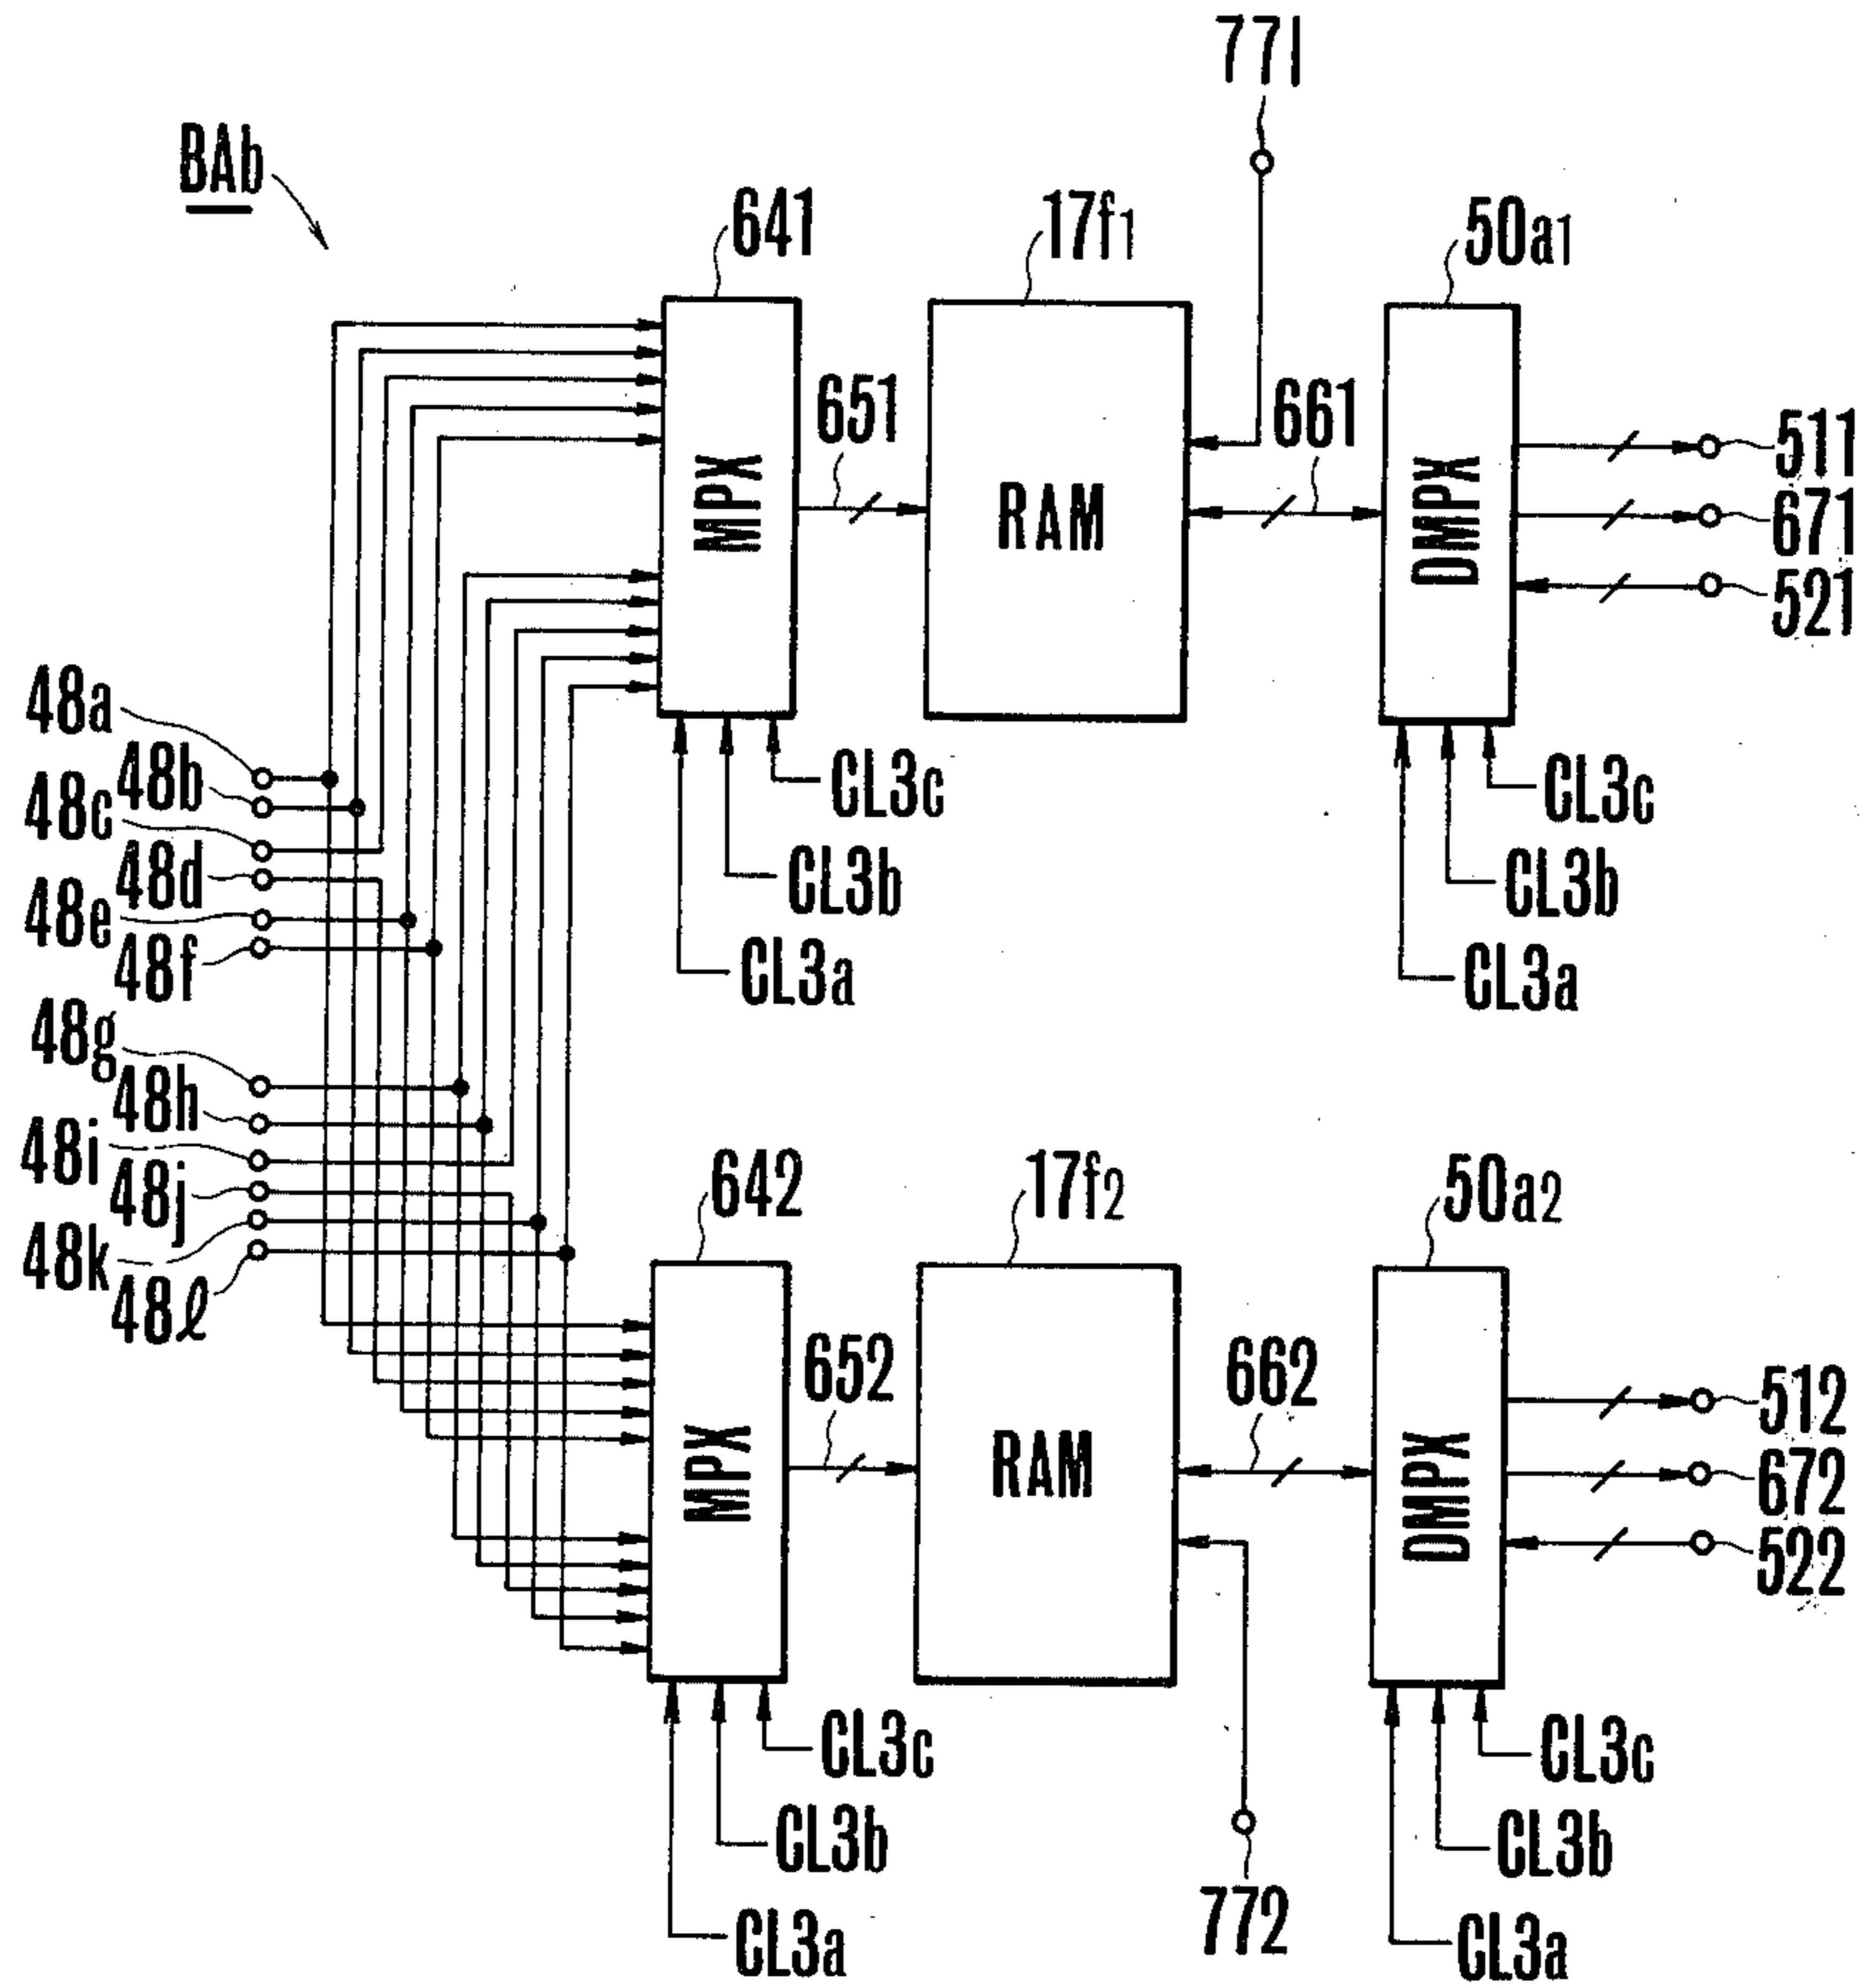 771
BAb
641
17f1
50a1
651
661
511
MPX
RAM
DMPX
671
521
48a
48b
48c
48d
48e
48f
CL3c
CL3b
CL3a
CL3c
CL3b
CL3a
48g
48h
48i
48j
48k
48ℓ
642
17f2
50a2
652
662
512
MPX
RAM
DMPX
672
522
CL3c
CL3b
CL3a
772
CL3c
CL3b
CL3a